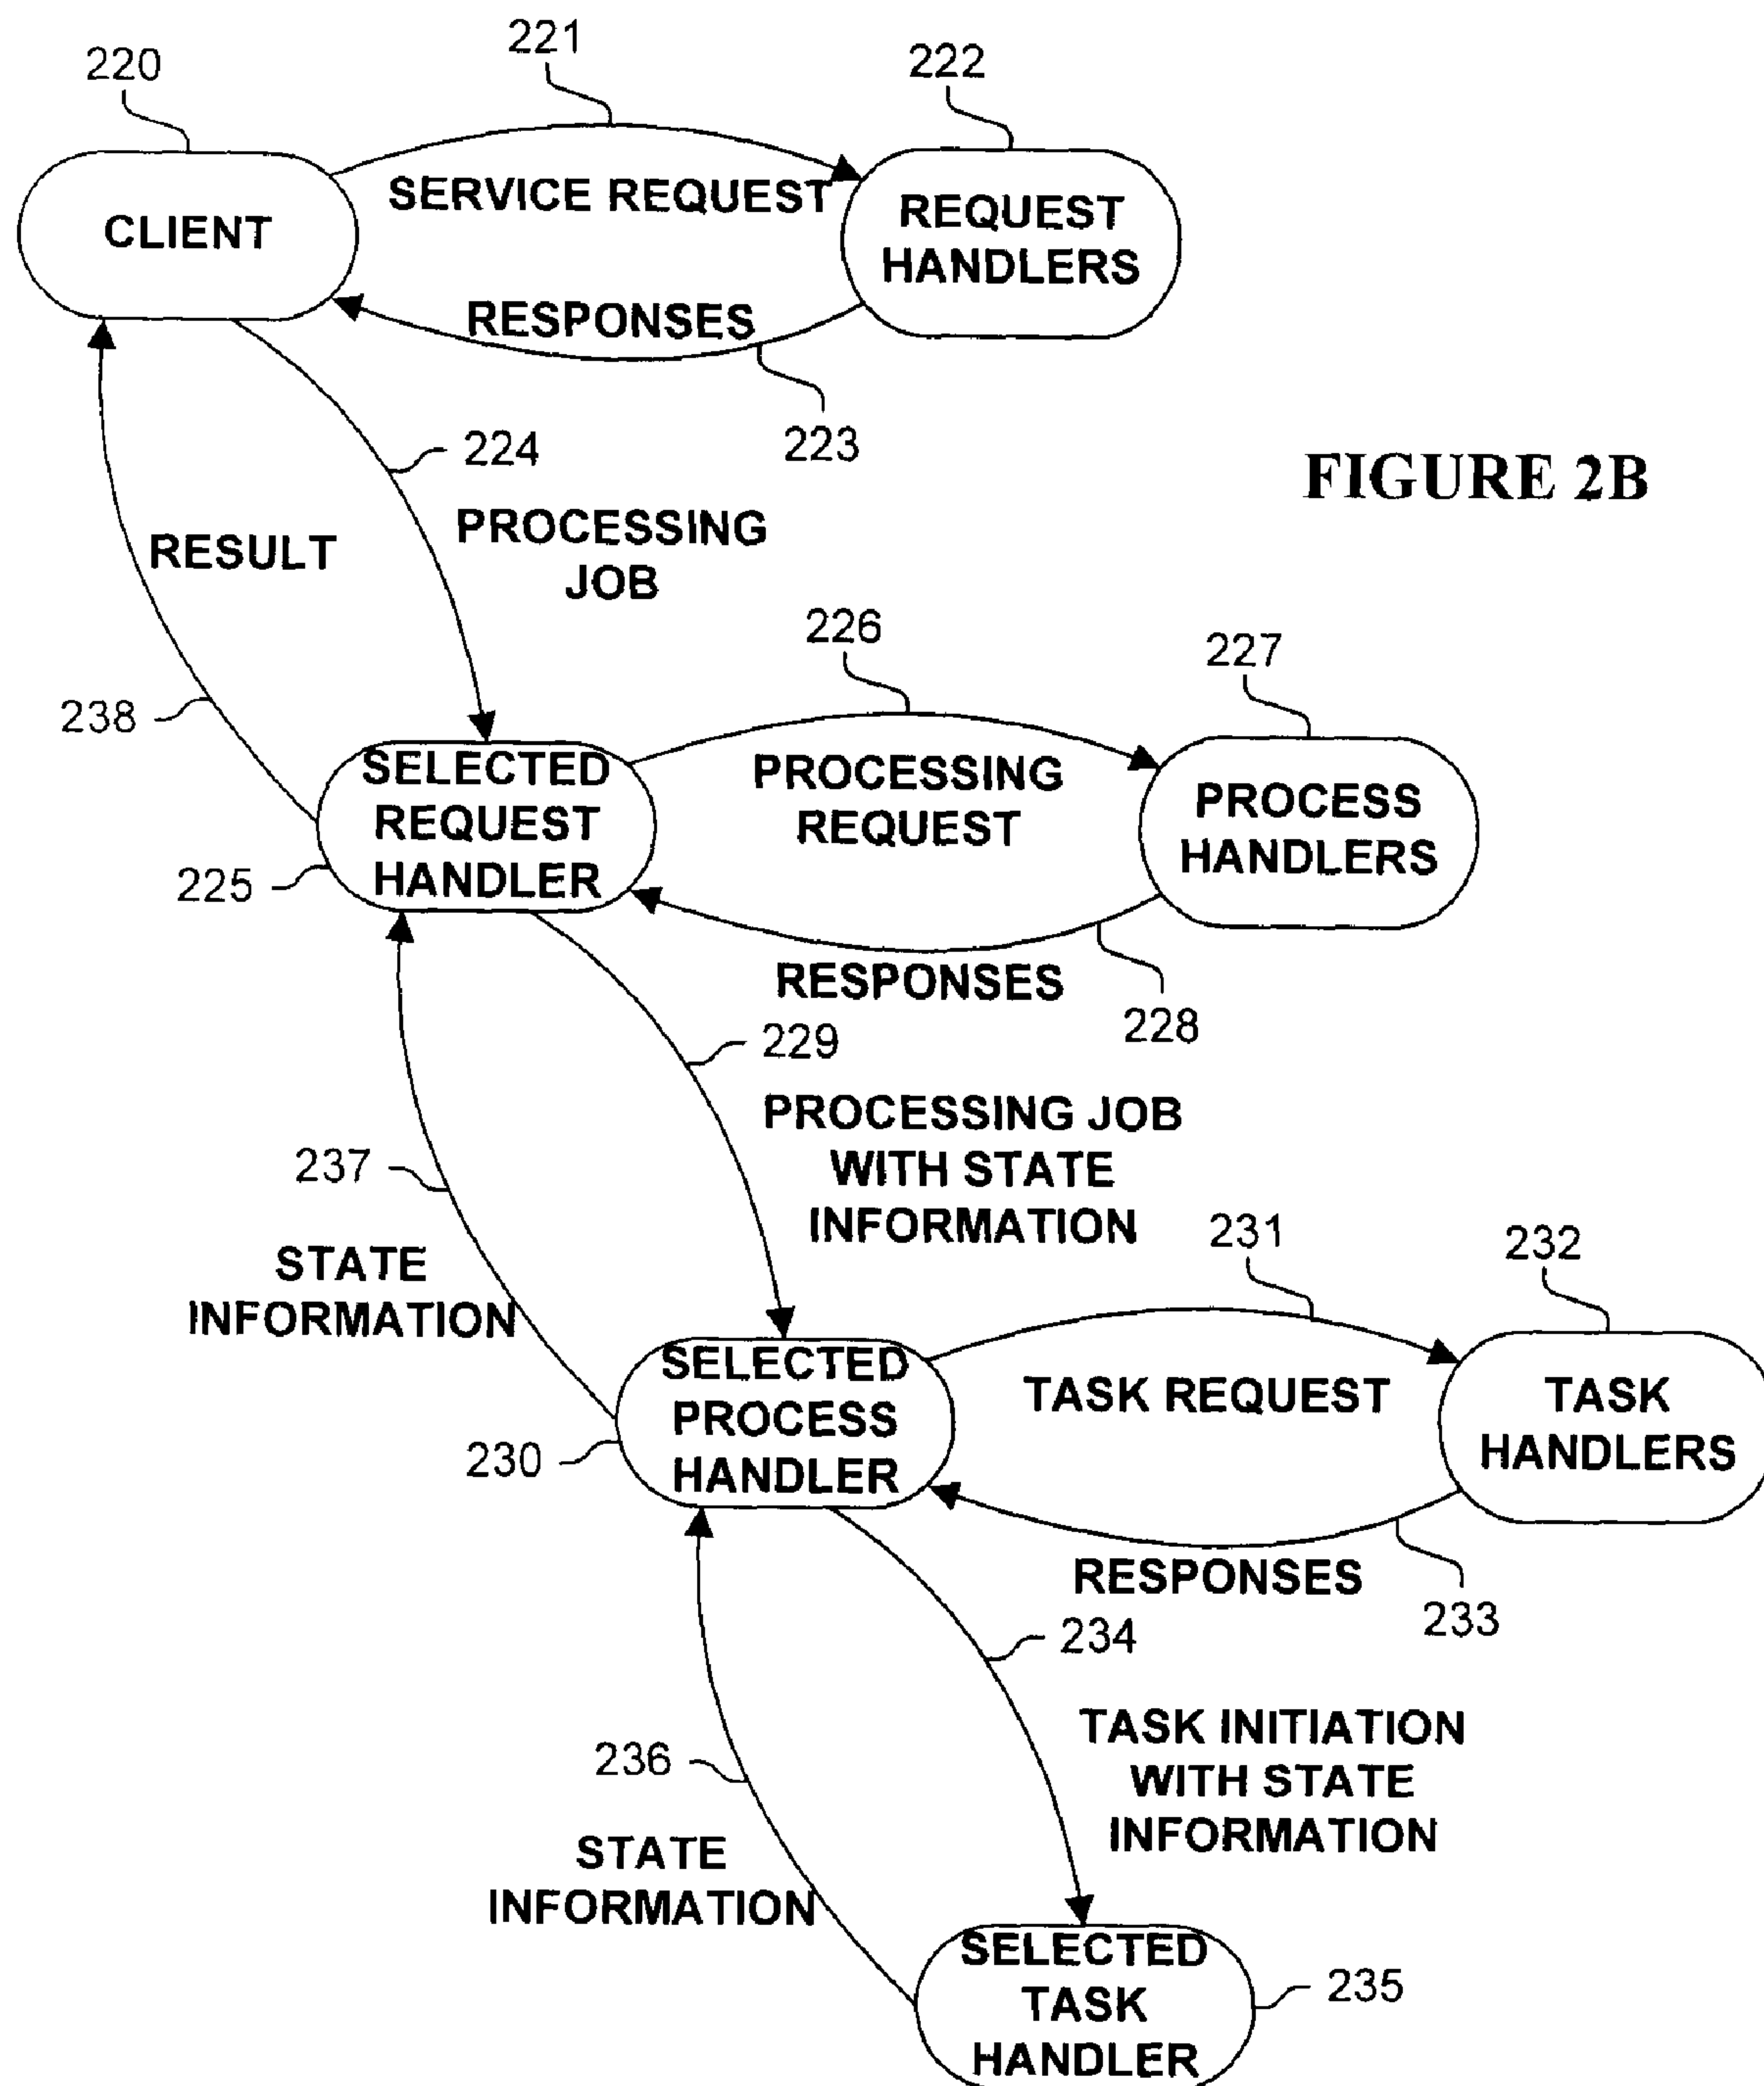 221
220
222
SERVICE REQUEST
CLIENT
REQUEST
HANDLERS
RESPONSES
223
224
FIGURE 2B
PROCESSING
JOB
RESULT
226
227
238
SELECTED
REQUEST
HANDLER
PROCESSING
REQUEST
PROCESS
HANDLERS
225
RESPONSES
228
229
PROCESSING JOB
WITH STATE
INFORMATION
237
231
232
STATE
INFORMATION
SELECTED
PROCESS
HANDLER
TASK REQUEST
TASK
HANDLERS
230
RESPONSES
233
234
TASK INITIATION
WITH STATE
INFORMATION
236
STATE
INFORMATION
SELECTED
TASK
HANDLER
235